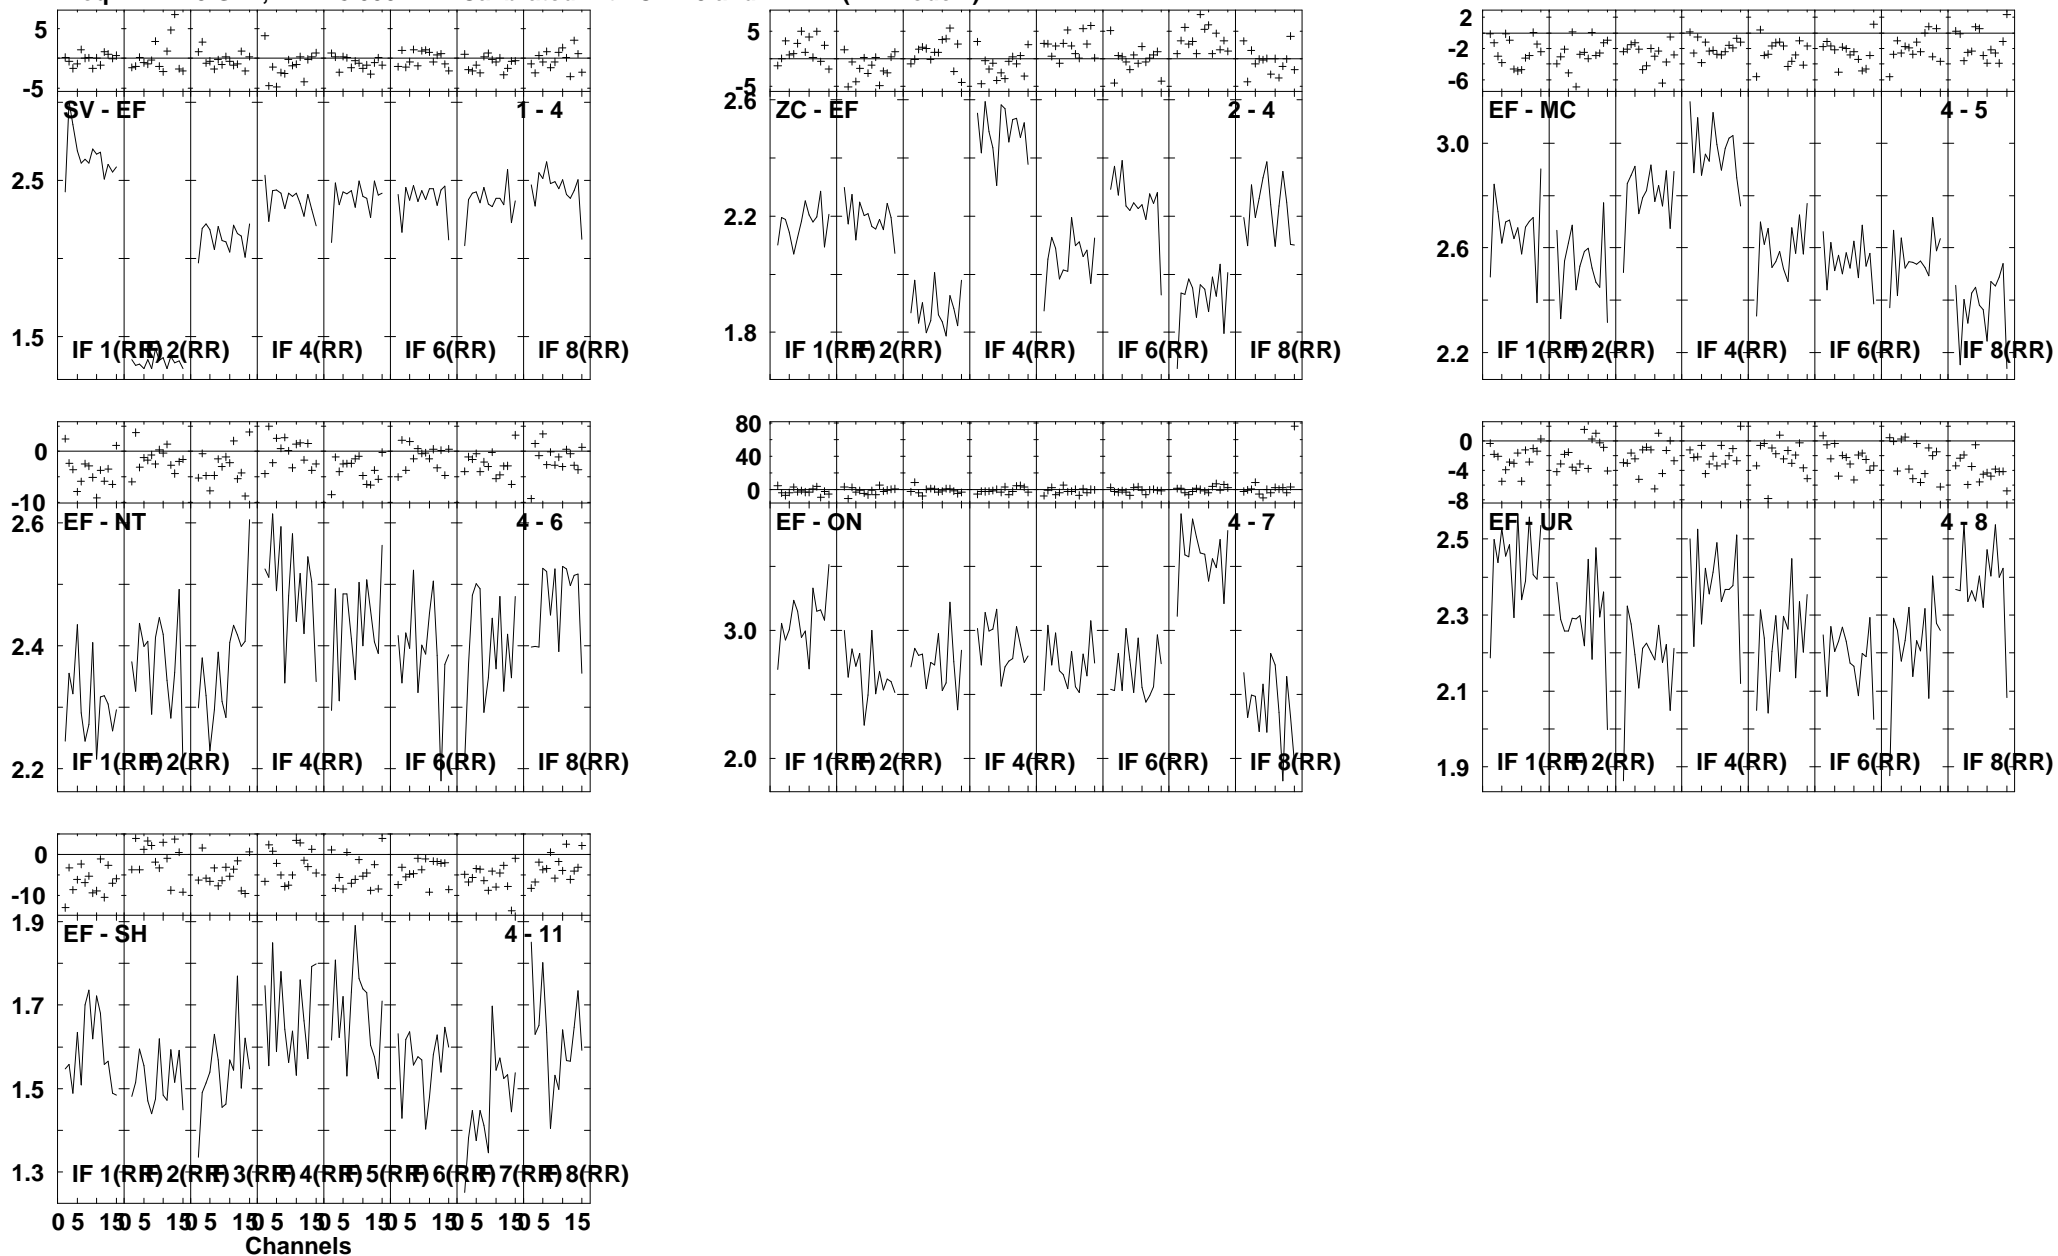 5
-5
SV - EF
1 - 4
2.5
1.5
IF 1(RR)
IF 2(RR)
IF 4(RR)
IF 6(RR)
IF 8(RR)
5
-5
2.6
ZC - EF
2 - 4
2.2
1.8
IF 1(RR)
IF 2(RR)
IF 4(RR)
IF 6(RR)
IF 8(RR)
2
-2
-6
EF - MC
4 - 5
3.0
2.6
2.2
IF 1(RR)
IF 2(RR)
IF 4(RR)
IF 6(RR)
IF 8(RR)
0
-10
2.6
EF - NT
4 - 6
2.4
2.2
IF 1(RR)
IF 2(RR)
IF 4(RR)
IF 6(RR)
IF 8(RR)
80
40
0
EF - ON
4 - 7
3.0
2.0
IF 1(RR)
IF 2(RR)
IF 4(RR)
IF 6(RR)
IF 8(RR)
0
-4
-8
EF - UR
4 - 8
2.5
2.3
2.1
1.9
IF 1(RR)
IF 2(RR)
IF 4(RR)
IF 6(RR)
IF 8(RR)
0
-10
1.9
EF - SH
4 - 11
1.7
1.5
1.3
IF 1(RR)
IF 2(RR)
IF 3(RR)
IF 4(RR)
IF 5(RR)
IF 6(RR)
IF 7(RR)
IF 8(RR)
0 5 15 0 5 15 0 5 15 0 5 15 0 5 15 0 5 15 0 5 15 0 5 15
Channels